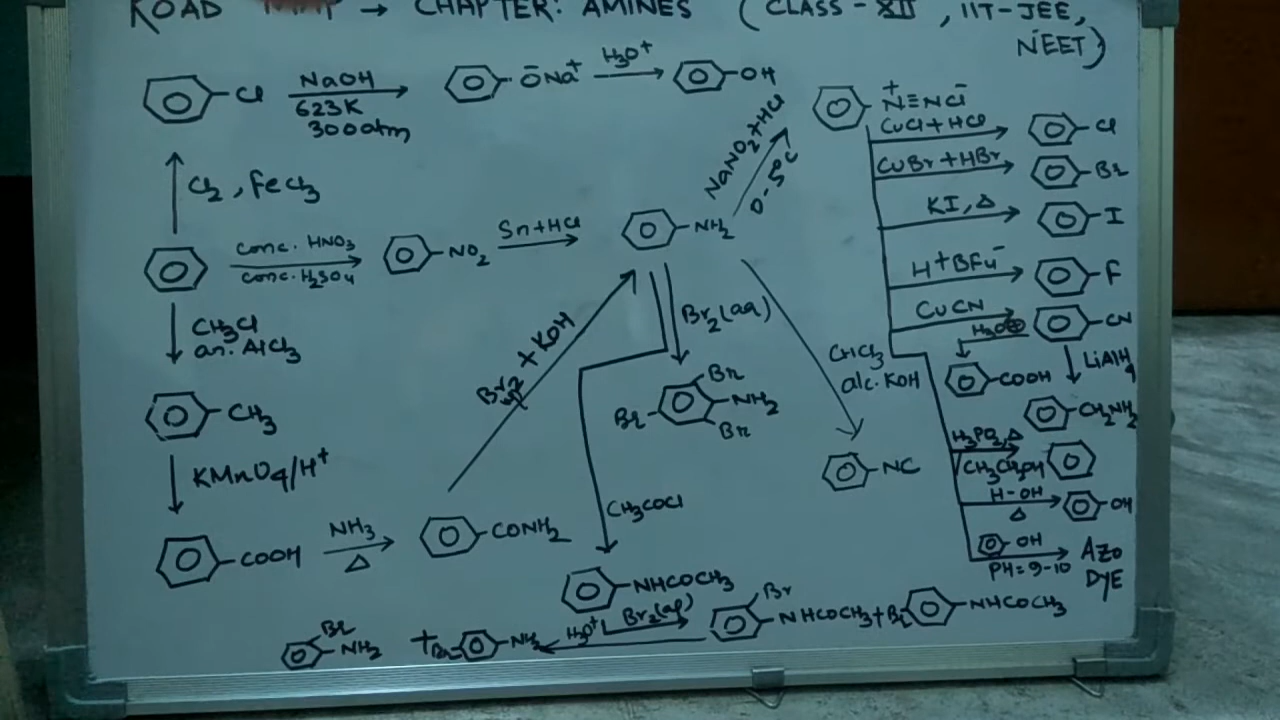 ROAD MAP → CHAPTER: AMINES (CLASS-XII, IIT-JEE,
NEET)
Cl NaOH ŌNa⁺ H3O⁺ OH
623K
300atm
N⁺≡NCl⁻
CuCl+HCl Cl
CuBr+HBr Br
KI, Δ I
H⁺BF4⁻ F
CuCN CN
H3O⊕
COOH LiAlH4
CH2NH2
H3PO2, Δ
CH3CH2OH
H-OH OH
Δ
OH AZO
PH=9-10 DYE
NaNO2+HCl
0-5°C
Cl2, FeCl3
conc. HNO3 NO2 Sn+HCl NH2
conc. H2SO4
CH3Cl
an. AlCl3
CH3
KMnO4/H⁺
COOH NH3 CONH2
Δ
Br2 + KOH
Br2(aq)
Br
Br NH2
Br
CHCl3
alc. KOH
NC
CH3COCl
NHCOCH3
Br2(aq) Br
NHCOCH3+Br NHCOCH3
H3O⁺
Br
NH2 + Br NH2